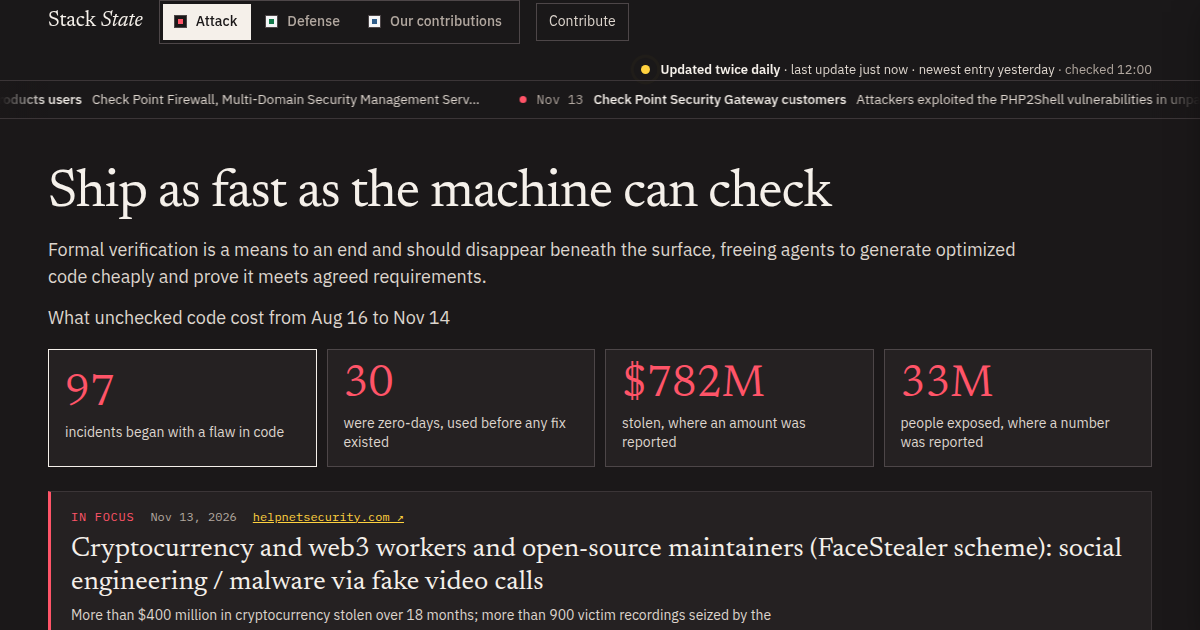 Stack State
Attack
Defense
Our contributions
Contribute
Updated twice daily · last update just now · newest entry yesterday · checked 12:00
users Check Point Firewall, Multi-Domain Security Management Serv...
Nov 13 Check Point Security Gateway customers Attackers exploited the PHP2Shell vulnerabilities in
Ship as fast as the machine can check
Formal verification is a means to an end and should disappear beneath the surface, freeing agents to generate optimized
code cheaply and prove it meets agreed requirements.
What unchecked code cost from Aug 16 to Nov 14
97
incidents began with a flaw in code
30
were zero-days, used before any fix
existed
$782M
stolen, where an amount was
reported
33M
people exposed, where a number
was reported
IN FOCUS Nov 13, 2026 helpnetsecurity.com ↗
Cryptocurrency and web3 workers and open-source maintainers (FaceStealer scheme): social
engineering / malware via fake video calls
More than $400 million in cryptocurrency stolen over 18 months; more than 900 victim recordings seized by the